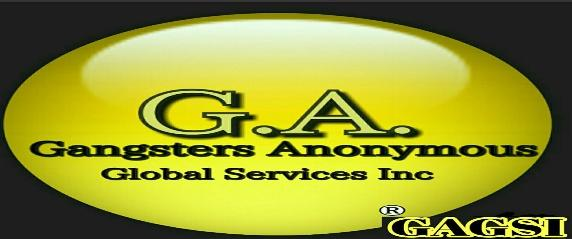 G.A.
Gangsters Anonymous
Global Services Inc
® GAGSI